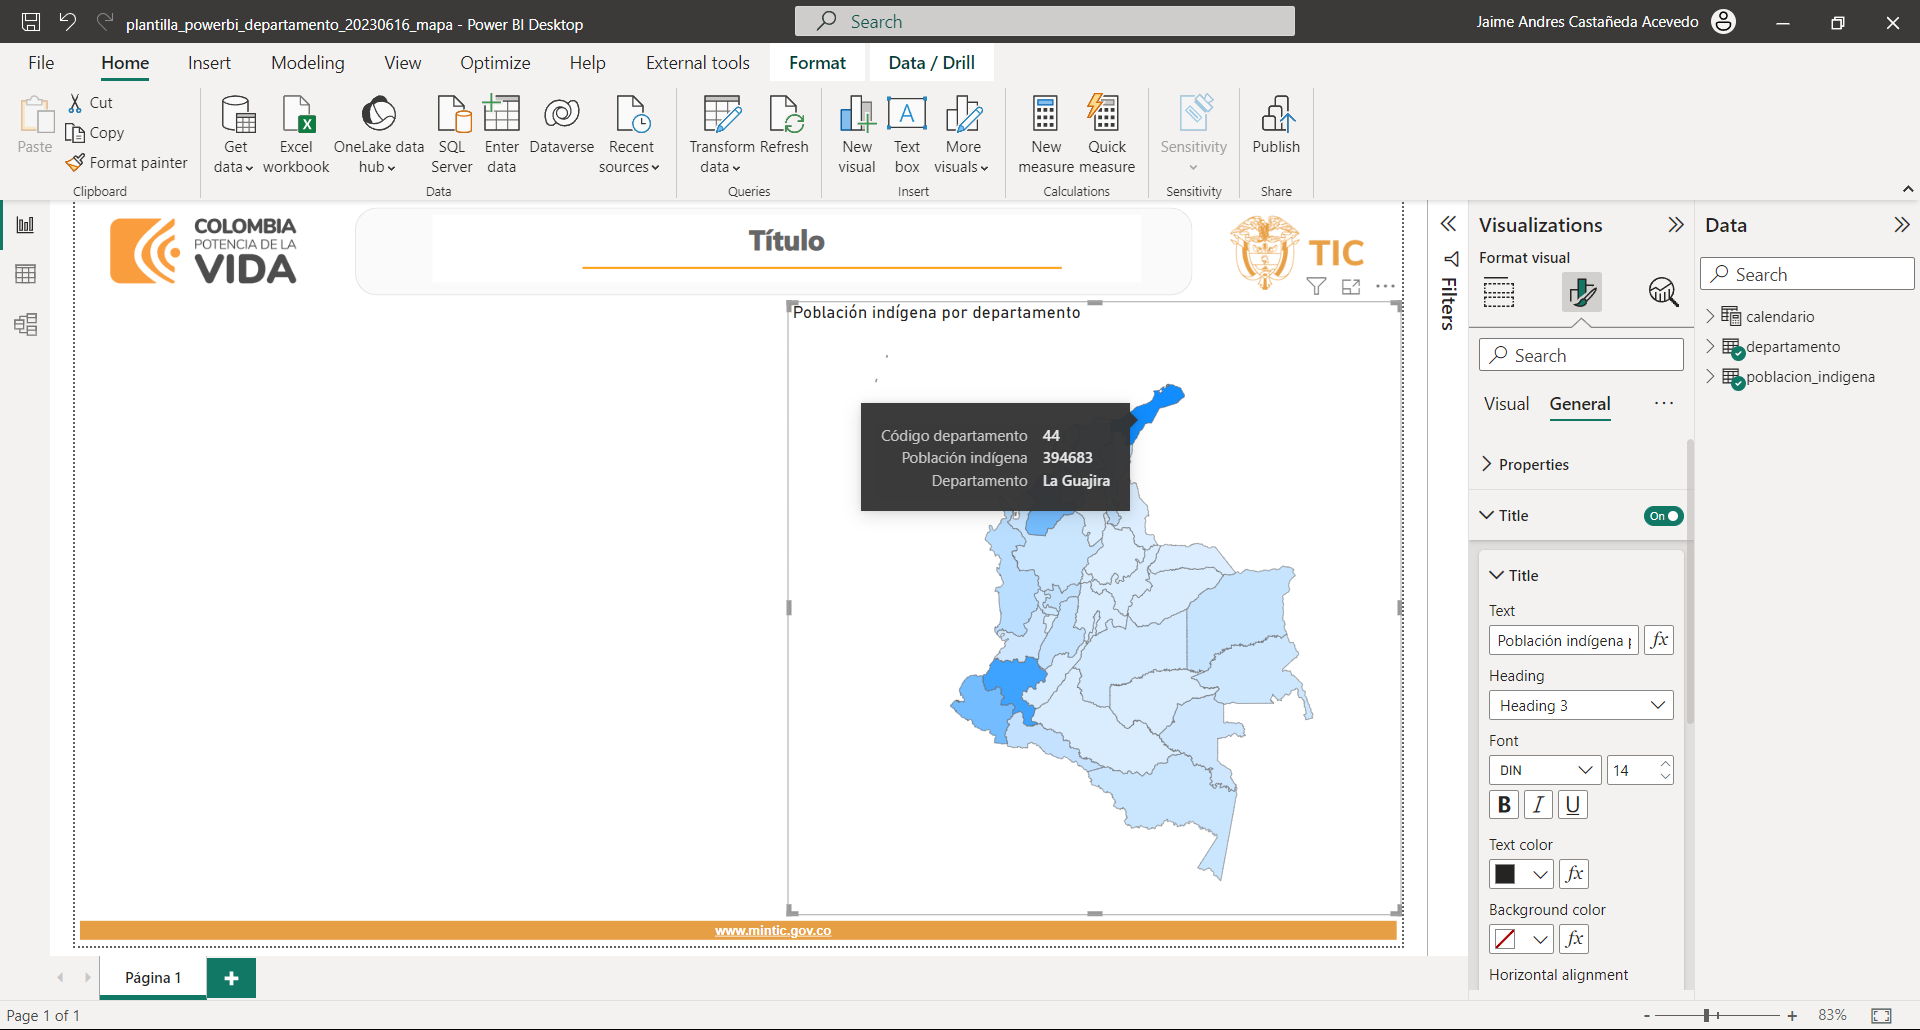 plantilla_powerbi_departamento_20230616_mapa - Power BI Desktop
Search
Jaime Andres Castañeda Acevedo
File
Home
Insert
Modeling
View
Optimize
Help
External tools
Format
Data / Drill
Paste
Cut
Copy
Format painter
Clipboard
Get
data
Excel
workbook
OneLake data
hub
SQL
Server
Enter
data
Dataverse
Recent
sources
Data
Transform
data
Refresh
Queries
New
visual
Text
box
More
visuals
Insert
New
measure
Quick
measure
Calculations
Sensitivity
Sensitivity
Publish
Share
COLOMBIA
POTENCIA DE LA
VIDA
Título
TIC
Población indígena por departamento
Código departamento 44
Población indígena 394683
Departamento La Guajira
www.mintic.gov.co
Filters
Visualizations
Format visual
Search
Visual
General
Properties
Title
On
Title
Text
Población indígena p
fx
Heading
Heading 3
Font
DIN
14
B
I
U
Text color
fx
Background color
fx
Horizontal alignment
Data
Search
calendario
departamento
poblacion_indigena
Página 1
+
Page 1 of 1
- + 83%